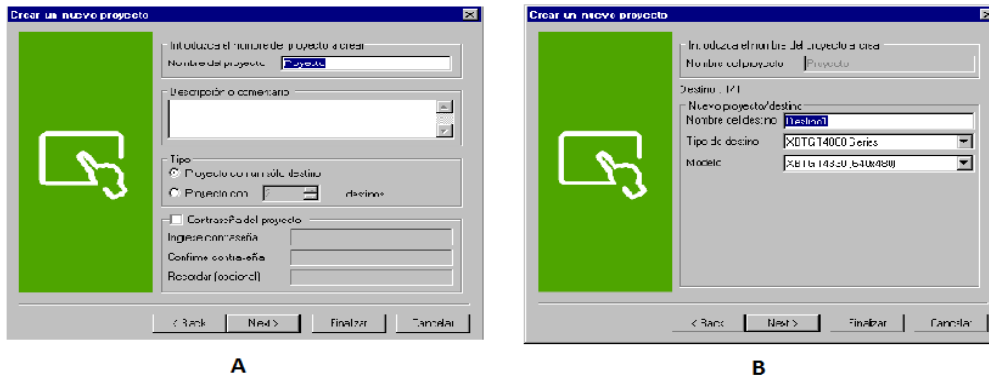 Crear un nuevo proyecto
Introduzca el nombre del proyecto a crear
Nombre del proyecto Proyecto
Descripción o comentario
Tipo
Proyecto con un sólo destino
Proyecto con 2 destinos
Contraseña del proyecto
Ingrese contraseña
Confirme contraseña
Recordar (opcional)
< Back Next > Finalizar Cancelar
A
Crear un nuevo proyecto
Introduzca el nombre del proyecto a crear
Nombre del proyecto Proyecto
Destino : 1/1
Nuevo proyecto/destino
Nombre del destino Destino1
Tipo de destino XBTGT4000 Series
Modelo XBTGT4330 (640x480)
< Back Next > Finalizar Cancelar
B